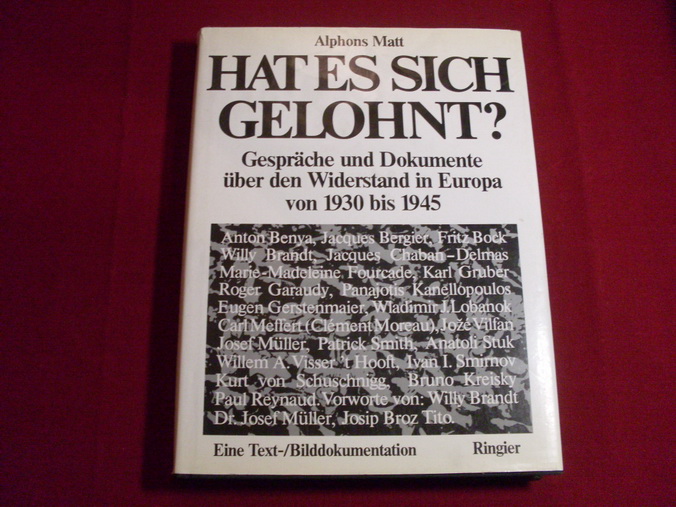 Alphons Matt
HAT ES SICH
GELOHNT?
Gespräche und Dokumente
über den Widerstand in Europa
von 1930 bis 1945
Anton Benya, Jacques Bergier, Fritz Bock
Willy Brandt, Jacques Chaban-Delmas
Marie-Madeleine Fourcade, Karl Gruber
Roger Garaudy, Panajotis Kanellopoulos
Eugen Gerstenmaier, Wladimir J. Lobanok
Carl Meffert (Clément Moreau), Jože Vilfan
Josef Müller, Patrick Smith, Anatoli Stuk
Willem A. Visser 't Hooft, Ivan I. Smirnov
Kurt von Schuschnigg, Bruno Kreisky
Paul Reynaud. Vorworte von: Willy Brandt
Dr. Josef Müller, Josip Broz Tito.
Eine Text-/Bilddokumentation Ringier